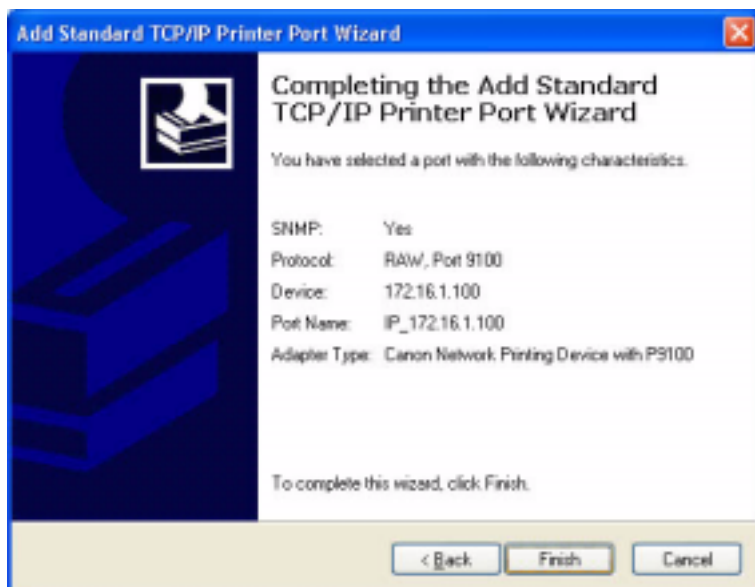 Add Standard TCP/IP Printer Port Wizard
Completing the Add Standard
TCP/IP Printer Port Wizard
You have selected a port with the following characteristics.
SNMP: Yes
Protocol: RAW, Port 9100
Device: 172.16.1.100
Port Name: IP_172.16.1.100
Adapter Type: Canon Network Printing Device with P9100
To complete this wizard, click Finish.
< Back Finish Cancel